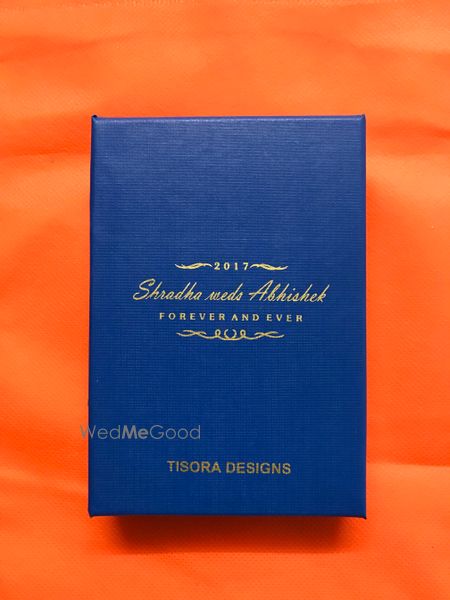 2017
Shradha weds Abhishek
FOREVER AND EVER
WedMeGood
TISORA DESIGNS